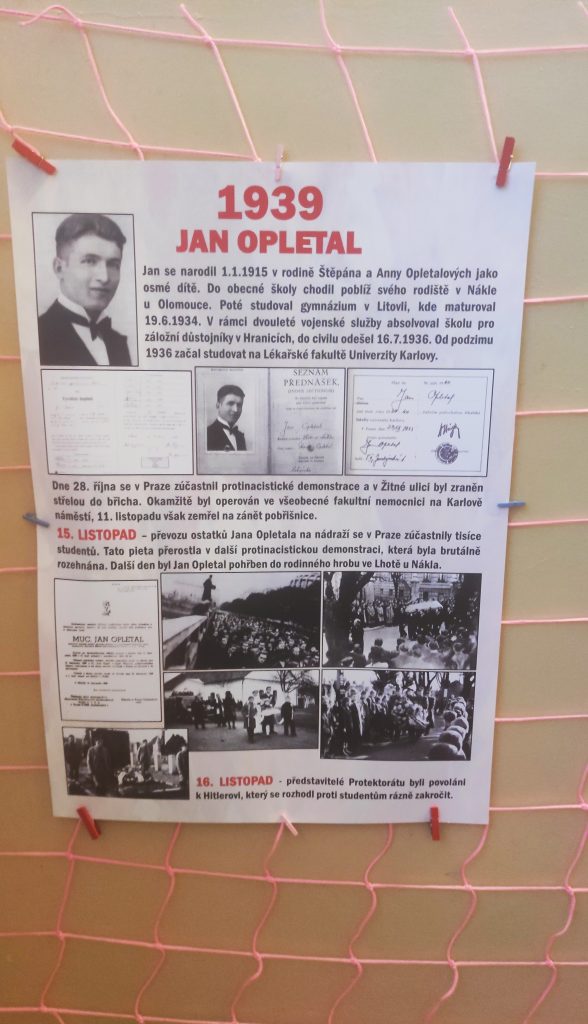 1939
JAN OPLETAL
Jan se narodil 1.1.1915 v rodině Štěpána a Anny Opletalových jako
osmé dítě. Do obecné školy chodil poblíž svého rodiště v Nákle
u Olomouce. Poté studoval gymnázium v Litovli, kde maturoval
19.6.1934. V rámci dvouleté vojenské služby absolvoval školu pro
záložní důstojníky v Hranicích, do civilu odešel 16.7.1936. Od podzimu
1936 začal studovat na Lékařské fakultě Univerzity Karlovy.
SEZNAM
PŘEDNÁŠEK,
Jan Opletal
Jan Opletal
Dne 28. října se v Praze zúčastnil protinacistické demonstrace a v Žitné ulici byl zraněn
střelou do břicha. Okamžitě byl operován ve všeobecné fakultní nemocnici na Karlově
náměstí, 11. listopadu však zemřel na zánět pobřišnice.
15. LISTOPAD – převozu ostatků Jana Opletala na nádraží se v Praze zúčastnily tisíce
studentů. Tato pieta přerostla v další protinacistickou demonstraci, která byla brutálně
rozehnána. Další den byl Jan Opletal pohřben do rodinného hrobu ve Lhotě u Nákla.
MUC. JAN OPLETAL
16. LISTOPAD - představitelé Protektorátu byli povoláni
k Hitlerovi, který se rozhodl proti studentům rázně zakročit.